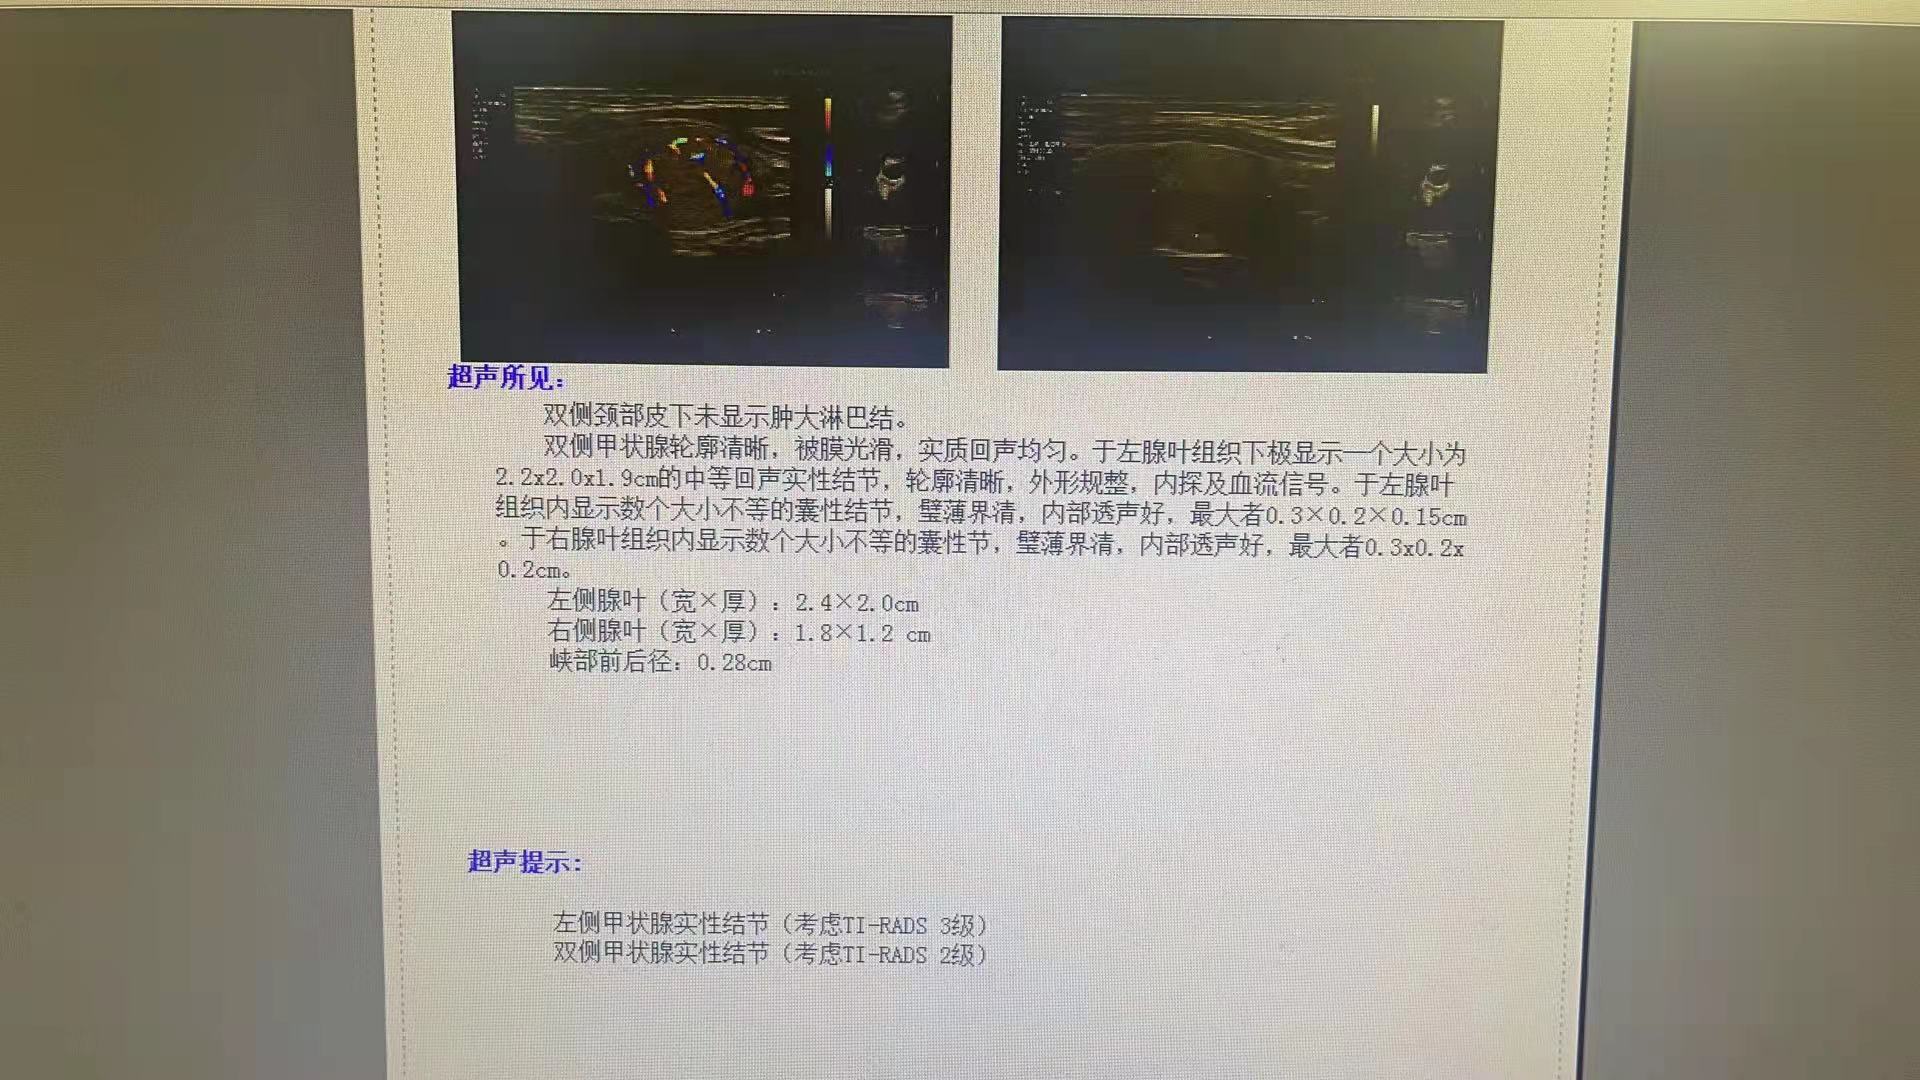 超声所见:
双侧颈部皮下未显示肿大淋巴结。
双侧甲状腺轮廓清晰，被膜光滑，实质回声均匀。于左腺叶组织下极显示一个大小为
2.2x2.0x1.9cm的中等回声实性结节，轮廓清晰，外形规整，内探及血流信号。于左腺叶
组织内显示数个大小不等的囊性结节，璧薄界清，内部透声好，最大者0.3×0.2×0.15cm
。于右腺叶组织内显示数个大小不等的囊性节，璧薄界清，内部透声好，最大者0.3x0.2x
0.2cm。
左侧腺叶（宽×厚）: 2.4×2.0cm
右侧腺叶（宽×厚）: 1.8×1.2 cm
峡部前后径: 0.28cm
超声提示:
左侧甲状腺实性结节（考虑TI-RADS 3级）
双侧甲状腺实性结节（考虑TI-RADS 2级）